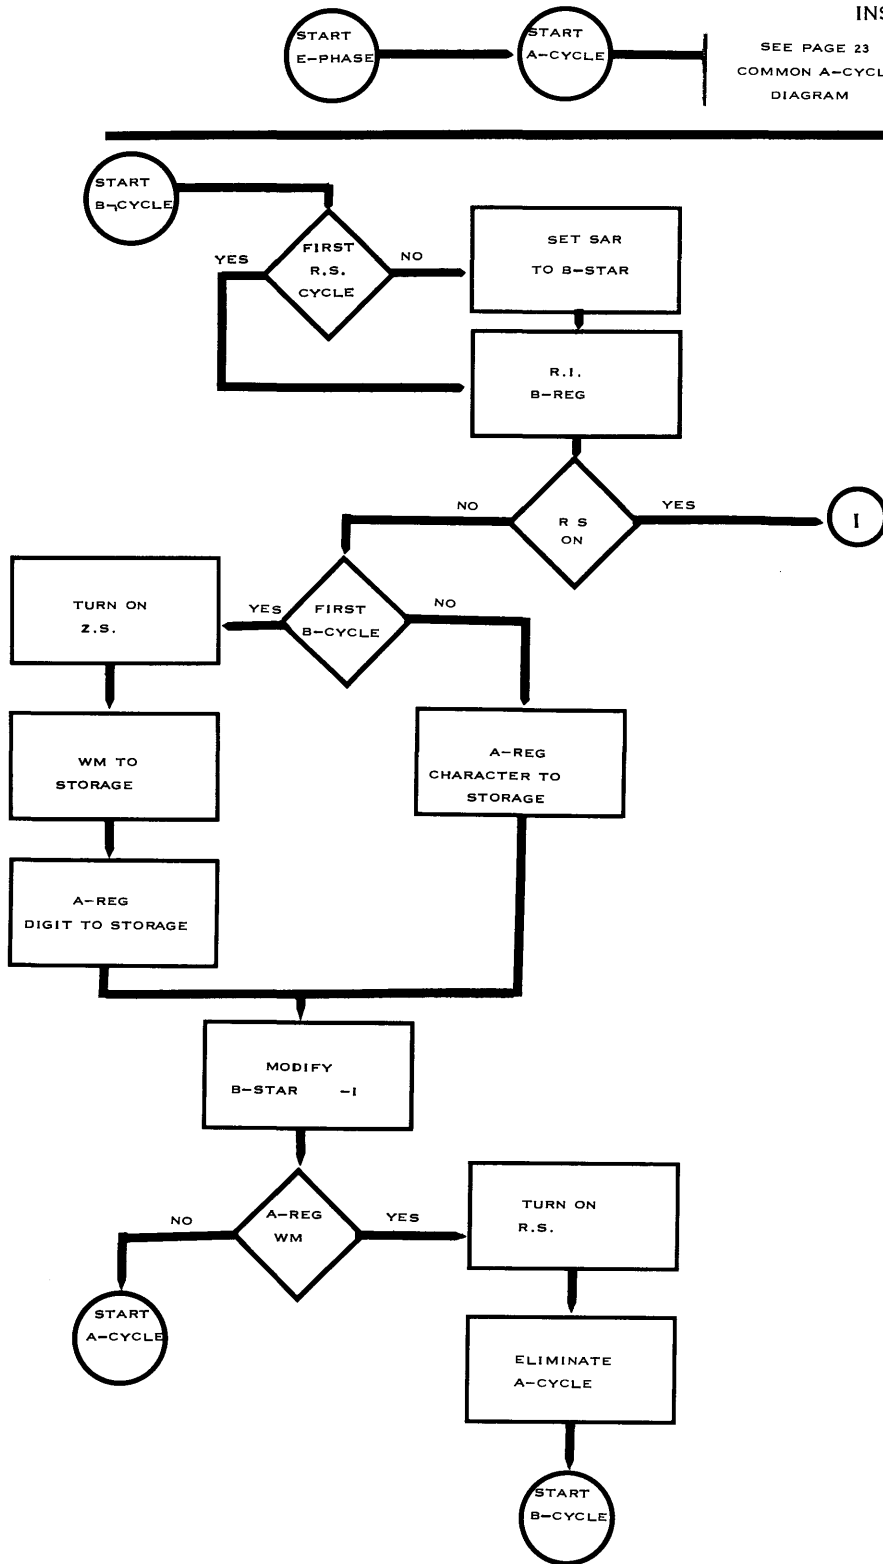 INS
START
E-PHASE
START
A-CYCLE
SEE PAGE 23
COMMON A-CYCL
DIAGRAM
START
B-CYCLE
YES
FIRST
R.S.
CYCLE
NO
SET SAR
TO B-STAR
R.I.
B-REG
NO
R S
ON
YES
I
TURN ON
Z.S.
YES
FIRST
B-CYCLE
NO
WM TO
STORAGE
A-REG
CHARACTER TO
STORAGE
A-REG
DIGIT TO STORAGE
MODIFY
B-STAR -1
NO
A-REG
WM
YES
TURN ON
R.S.
START
A-CYCLE
ELIMINATE
A-CYCLE
START
B-CYCLE